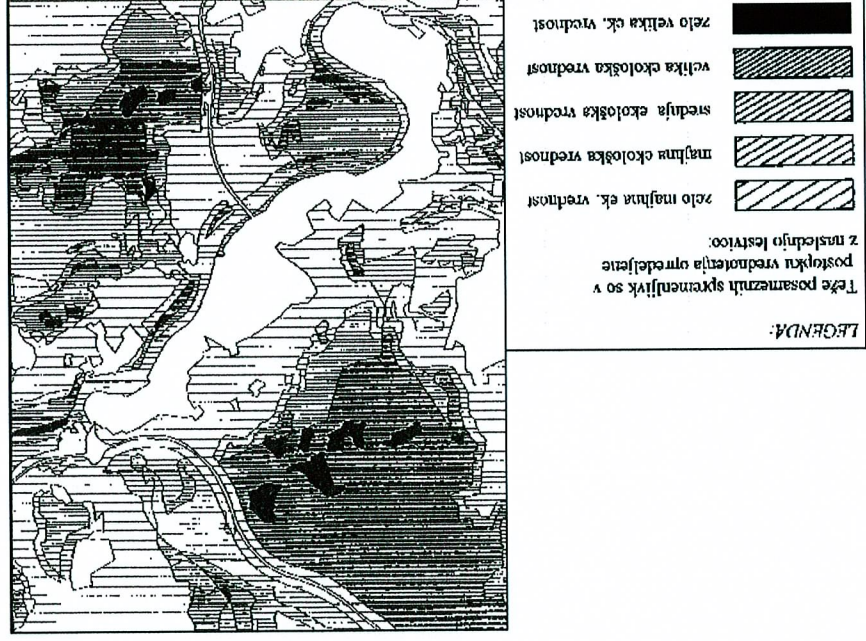 LEGENDA:
Teže posameznih spremenljivk so v
postopku vrednotenja opredeljene
z naslednjo lestvico:
zelo majhna ek. vrednost
majhna ekološka vrednost
srednja ekološka vrednost
velika ekološka vrednost
zelo velika ek. vrednost